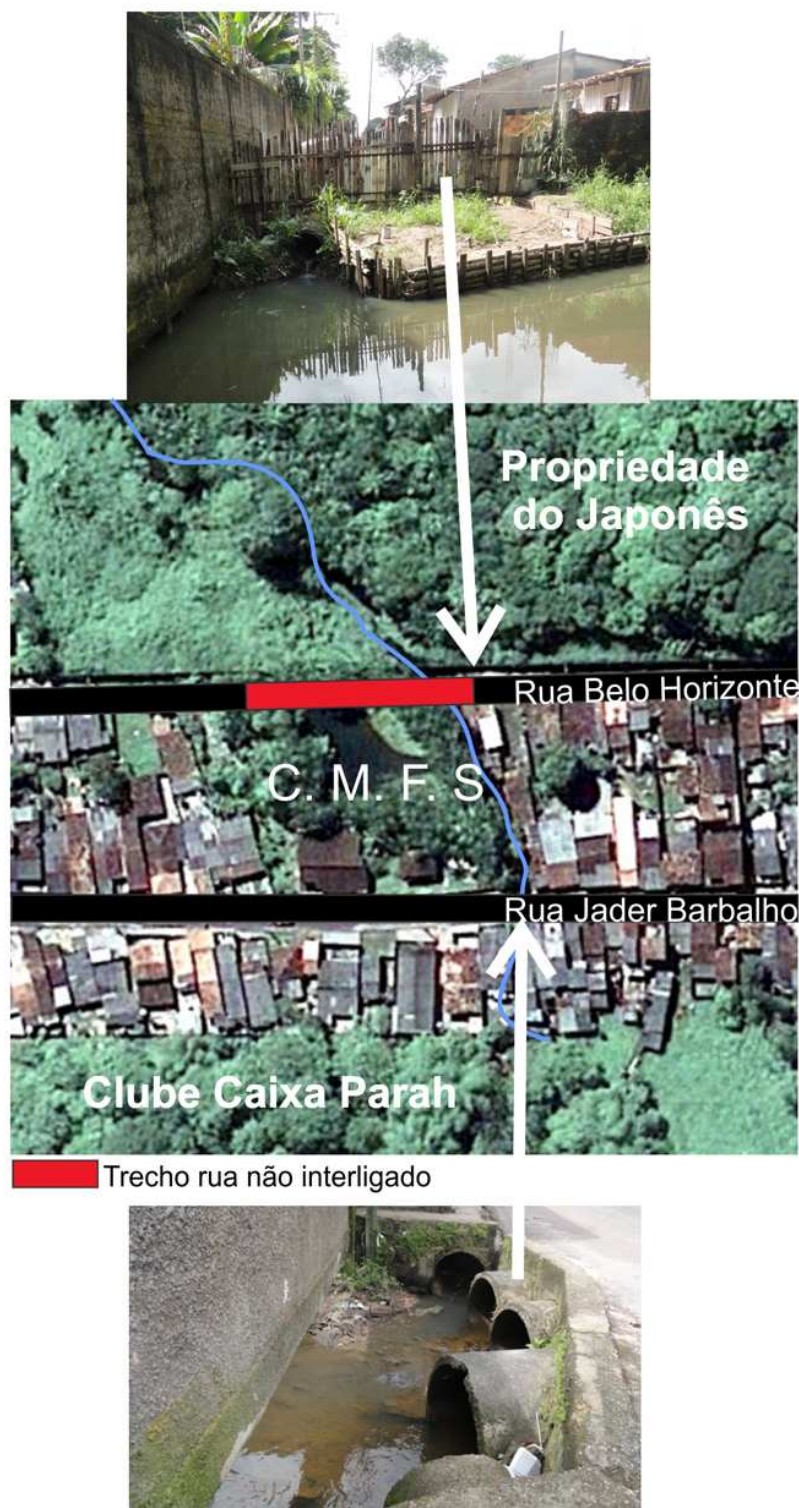 Propriedade
do Japonês
Rua Belo Horizonte
C. M. F. S
Rua Jader Barbalho
Clube Caixa Parah
Trecho rua não interligado